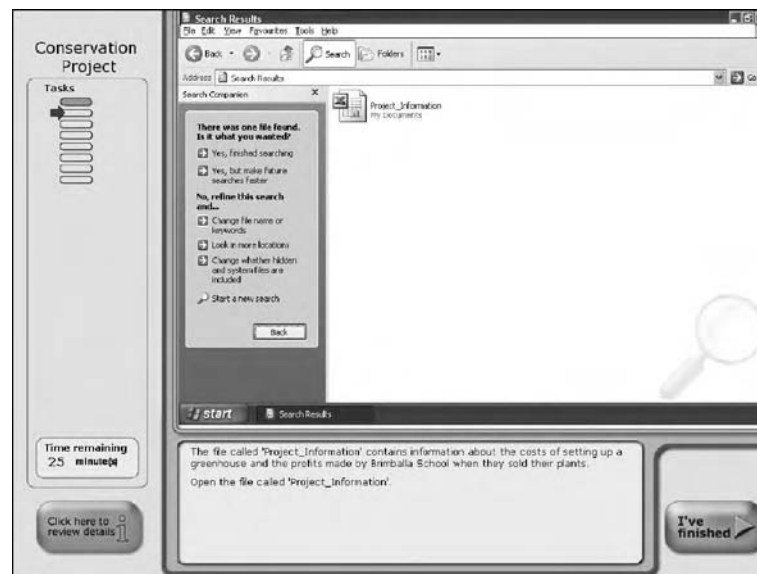 Conservation
Project
Tasks
Time remaining
25 minute(s)
Click here to
review details
Search Results
File Edit View Favourites Tools Help
Back
Search
Folders
Address
Search Results
Go
Search Companion
X
There was one file found.
Is it what you wanted?
Yes, finished searching
Yes, but make future
searches faster
No, refine this search
and...
Change file name or
keywords
Look in more locations
Change whether hidden
and system files are
included
Start a new search
Back
Project_Information
My Documents
start
Search Results
The file called 'Project_Information' contains information about the costs of setting up a
greenhouse and the profits made by Brimballa School when they sold their plants.
Open the file called 'Project_Information'.
I've
finished